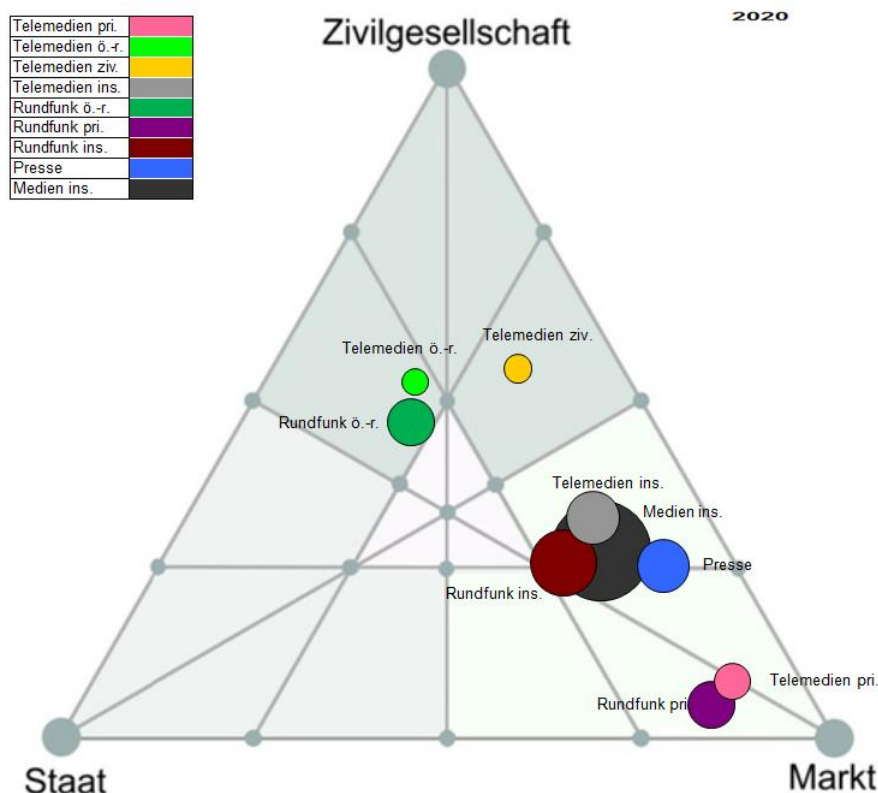 2020
Telemedien pri.
Telemedien ö.-r.
Telemedien ziv.
Telemedien ins.
Rundfunk ö.-r.
Rundfunk pri.
Rundfunk ins.
Presse
Medien ins.
Zivilgesellschaft
Telemedien ziv.
Telemedien ö.-r.
Rundfunk ö.-r.
Telemedien ins.
Medien ins.
Presse
Rundfunk ins.
Telemedien pri.
Rundfunk pri
Staat
Markt